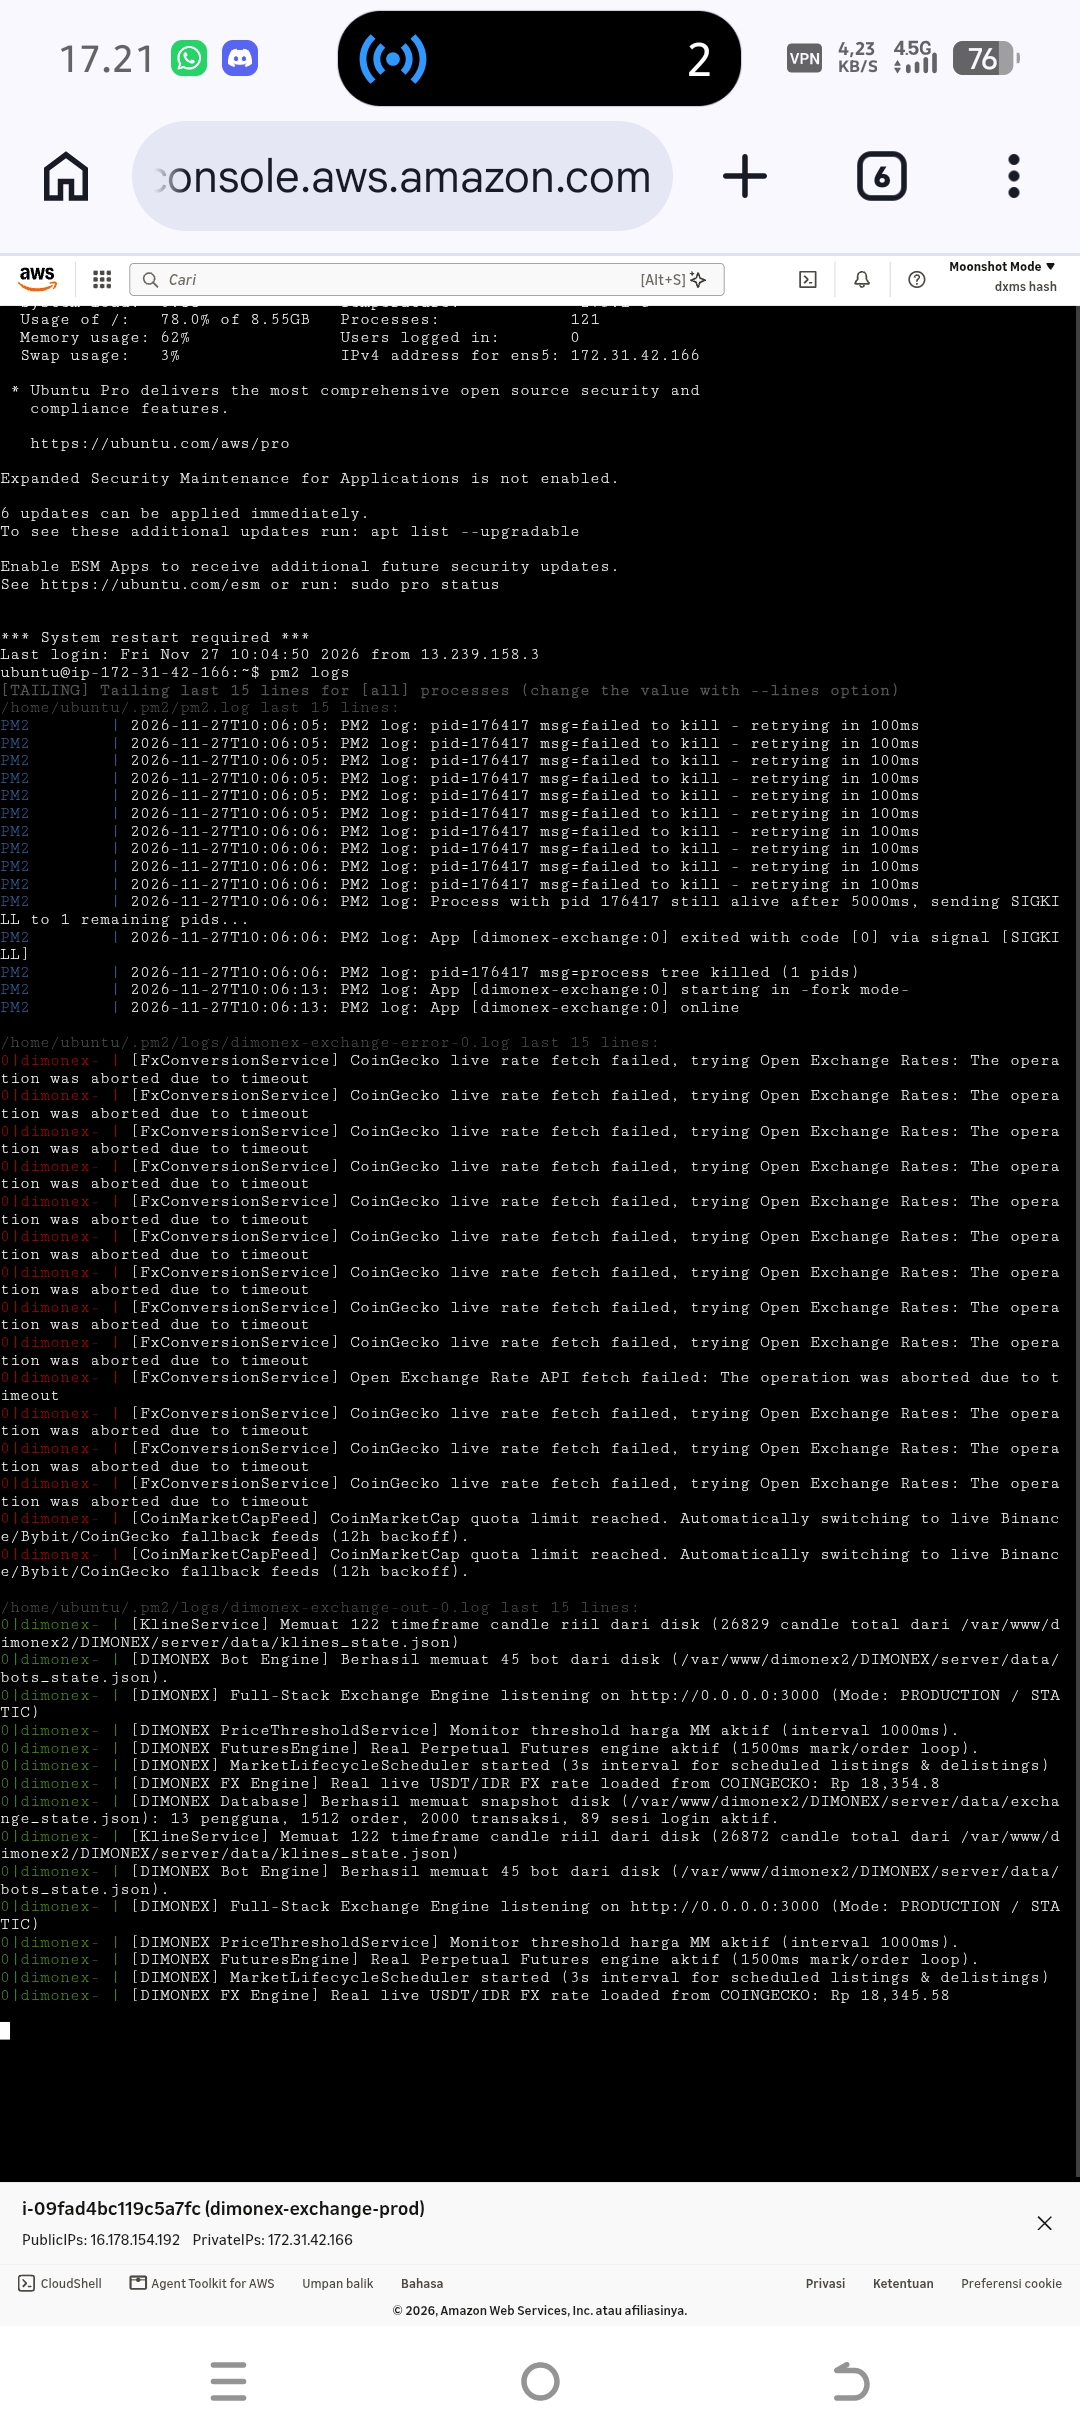 17.21
2
VPN
4,23 KB/S
4.5G
76
console.aws.amazon.com
6
aws
Cari
[Alt+S]
Moonshot Mode ▼
dxms hash
Usage of /:   78.0% of 8.55GB   Processes:             121
Memory usage: 62%               Users logged in:       0
Swap usage:   3%                IPv4 address for ens5: 172.31.42.166
* Ubuntu Pro delivers the most comprehensive open source security and
compliance features.
https://ubuntu.com/aws/pro
Expanded Security Maintenance for Applications is not enabled.
6 updates can be applied immediately.
To see these additional updates run: apt list --upgradable
Enable ESM Apps to receive additional future security updates.
See https://ubuntu.com/esm or run: sudo pro status
*** System restart required ***
Last login: Fri Nov 27 10:04:50 2026 from 13.239.158.3
ubuntu@ip-172-31-42-166:~$ pm2 logs
[TAILING] Tailing last 15 lines for [all] processes (change the value with --lines option)
/home/ubuntu/.pm2/pm2.log last 15 lines:
PM2        | 2026-11-27T10:06:05: PM2 log: pid=176417 msg=failed to kill - retrying in 100ms
PM2        | 2026-11-27T10:06:05: PM2 log: pid=176417 msg=failed to kill - retrying in 100ms
PM2        | 2026-11-27T10:06:05: PM2 log: pid=176417 msg=failed to kill - retrying in 100ms
PM2        | 2026-11-27T10:06:05: PM2 log: pid=176417 msg=failed to kill - retrying in 100ms
PM2        | 2026-11-27T10:06:05: PM2 log: pid=176417 msg=failed to kill - retrying in 100ms
PM2        | 2026-11-27T10:06:05: PM2 log: pid=176417 msg=failed to kill - retrying in 100ms
PM2        | 2026-11-27T10:06:06: PM2 log: pid=176417 msg=failed to kill - retrying in 100ms
PM2        | 2026-11-27T10:06:06: PM2 log: pid=176417 msg=failed to kill - retrying in 100ms
PM2        | 2026-11-27T10:06:06: PM2 log: pid=176417 msg=failed to kill - retrying in 100ms
PM2        | 2026-11-27T10:06:06: PM2 log: pid=176417 msg=failed to kill - retrying in 100ms
PM2        | 2026-11-27T10:06:06: PM2 log: Process with pid 176417 still alive after 5000ms, sending SIGKI
LL to 1 remaining pids...
PM2        | 2026-11-27T10:06:06: PM2 log: App [dimonex-exchange:0] exited with code [0] via signal [SIGKI
LL]
PM2        | 2026-11-27T10:06:06: PM2 log: pid=176417 msg=process tree killed (1 pids)
PM2        | 2026-11-27T10:06:13: PM2 log: App [dimonex-exchange:0] starting in -fork mode-
PM2        | 2026-11-27T10:06:13: PM2 log: App [dimonex-exchange:0] online
/home/ubuntu/.pm2/logs/dimonex-exchange-error-0.log last 15 lines:
0|dimonex- | [FxConversionService] CoinGecko live rate fetch failed, trying Open Exchange Rates: The opera
tion was aborted due to timeout
0|dimonex- | [FxConversionService] CoinGecko live rate fetch failed, trying Open Exchange Rates: The opera
tion was aborted due to timeout
0|dimonex- | [FxConversionService] CoinGecko live rate fetch failed, trying Open Exchange Rates: The opera
tion was aborted due to timeout
0|dimonex- | [FxConversionService] CoinGecko live rate fetch failed, trying Open Exchange Rates: The opera
tion was aborted due to timeout
0|dimonex- | [FxConversionService] CoinGecko live rate fetch failed, trying Open Exchange Rates: The opera
tion was aborted due to timeout
0|dimonex- | [FxConversionService] CoinGecko live rate fetch failed, trying Open Exchange Rates: The opera
tion was aborted due to timeout
0|dimonex- | [FxConversionService] CoinGecko live rate fetch failed, trying Open Exchange Rates: The opera
tion was aborted due to timeout
0|dimonex- | [FxConversionService] CoinGecko live rate fetch failed, trying Open Exchange Rates: The opera
tion was aborted due to timeout
0|dimonex- | [FxConversionService] CoinGecko live rate fetch failed, trying Open Exchange Rates: The opera
tion was aborted due to timeout
0|dimonex- | [FxConversionService] Open Exchange Rate API fetch failed: The operation was aborted due to t
imeout
0|dimonex- | [FxConversionService] CoinGecko live rate fetch failed, trying Open Exchange Rates: The opera
tion was aborted due to timeout
0|dimonex- | [FxConversionService] CoinGecko live rate fetch failed, trying Open Exchange Rates: The opera
tion was aborted due to timeout
0|dimonex- | [FxConversionService] CoinGecko live rate fetch failed, trying Open Exchange Rates: The opera
tion was aborted due to timeout
0|dimonex- | [CoinMarketCapFeed] CoinMarketCap quota limit reached. Automatically switching to live Binanc
e/Bybit/CoinGecko fallback feeds (12h backoff).
0|dimonex- | [CoinMarketCapFeed] CoinMarketCap quota limit reached. Automatically switching to live Binanc
e/Bybit/CoinGecko fallback feeds (12h backoff).
/home/ubuntu/.pm2/logs/dimonex-exchange-out-0.log last 15 lines:
0|dimonex- | [KlineService] Memuat 122 timeframe candle riil dari disk (26829 candle total dari /var/www/d
imonex2/DIMONEX/server/data/klines_state.json)
0|dimonex- | [DIMONEX Bot Engine] Berhasil memuat 45 bot dari disk (/var/www/dimonex2/DIMONEX/server/data/
bots_state.json).
0|dimonex- | [DIMONEX] Full-Stack Exchange Engine listening on http://0.0.0.0:3000 (Mode: PRODUCTION / STA
TIC)
0|dimonex- | [DIMONEX PriceThresholdService] Monitor threshold harga MM aktif (interval 1000ms).
0|dimonex- | [DIMONEX FuturesEngine] Real Perpetual Futures engine aktif (1500ms mark/order loop).
0|dimonex- | [DIMONEX] MarketLifecycleScheduler started (3s interval for scheduled listings & delistings)
0|dimonex- | [DIMONEX FX Engine] Real live USDT/IDR FX rate loaded from COINGECKO: Rp 18,354.8
0|dimonex- | [DIMONEX Database] Berhasil memuat snapshot disk (/var/www/dimonex2/DIMONEX/server/data/excha
nge_state.json): 13 pengguna, 1512 order, 2000 transaksi, 89 sesi login aktif.
0|dimonex- | [KlineService] Memuat 122 timeframe candle riil dari disk (26872 candle total dari /var/www/d
imonex2/DIMONEX/server/data/klines_state.json)
0|dimonex- | [DIMONEX Bot Engine] Berhasil memuat 45 bot dari disk (/var/www/dimonex2/DIMONEX/server/data/
bots_state.json).
0|dimonex- | [DIMONEX] Full-Stack Exchange Engine listening on http://0.0.0.0:3000 (Mode: PRODUCTION / STA
TIC)
0|dimonex- | [DIMONEX PriceThresholdService] Monitor threshold harga MM aktif (interval 1000ms).
0|dimonex- | [DIMONEX FuturesEngine] Real Perpetual Futures engine aktif (1500ms mark/order loop).
0|dimonex- | [DIMONEX] MarketLifecycleScheduler started (3s interval for scheduled listings & delistings)
0|dimonex- | [DIMONEX FX Engine] Real live USDT/IDR FX rate loaded from COINGECKO: Rp 18,345.58
i-09fad4bc119c5a7fc (dimonex-exchange-prod)
PublicIPs: 16.178.154.192   PrivateIPs: 172.31.42.166
CloudShell   Agent Toolkit for AWS   Umpan balik   Bahasa   Privasi   Ketentuan   Preferensi cookie
© 2026, Amazon Web Services, Inc. atau afiliasinya.